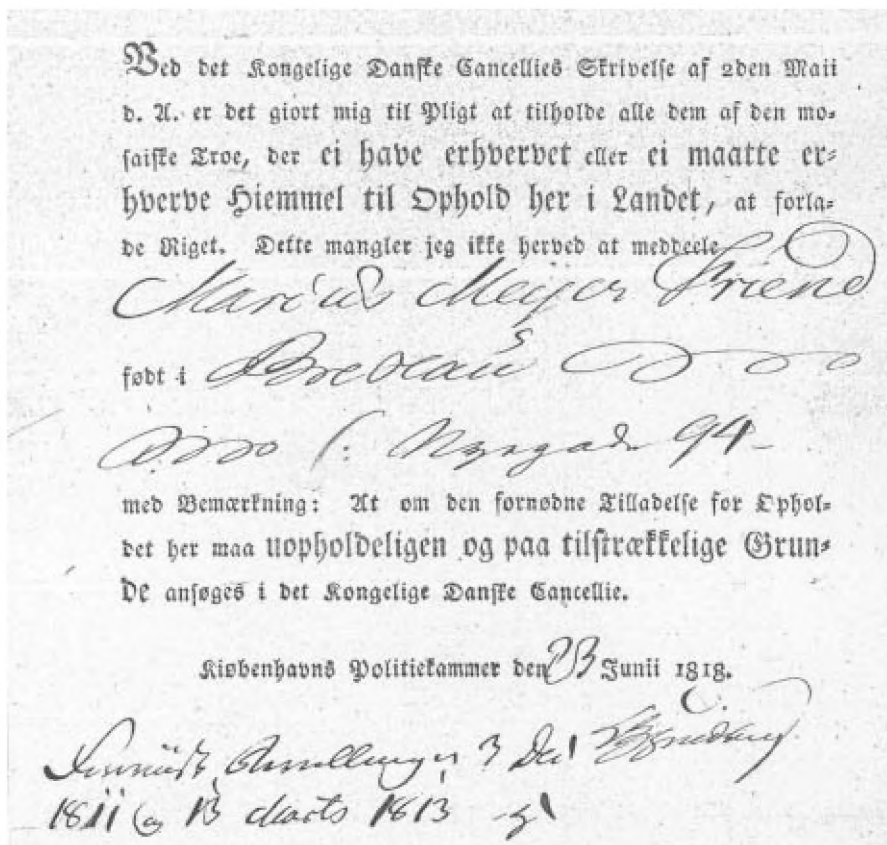 Ved det Kongelige Danske Cancellies Skrivelse af 2den Maii
d. A. er det giort mig til Pligt at tilholde alle dem af den mo-
saiske Troe, der ei have erhvervet eller ei maatte er-
hverve Hiemmel til Ophold her i Landet, at forla-
de Riget. Dette mangler jeg ikke herved at meddeele
Marcus Meyer Friend
født i Breslau
Nyegade 94
med Bemærkning: At om den fornødne Tilladelse for Ophol-
det her maa uopholdeligen og paa tilstrækkelige Grun-
de ansøges i det Kongelige Danske Cancellie.
Kiøbenhavns Politiekammer den 23 Junii 1818.
3 Dec
1811 og 13 Marts 1813